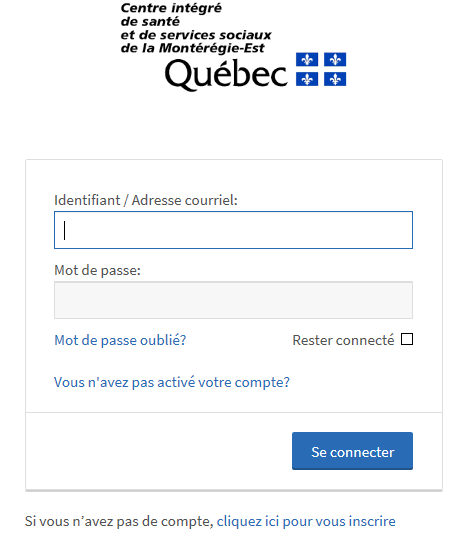 Centre intégré
de santé
et de services sociaux
de la Montérégie-Est
Québec
Identifiant / Adresse courriel:
Mot de passe:
Mot de passe oublié?
Rester connecté
Vous n'avez pas activé votre compte?
Se connecter
Si vous n’avez pas de compte, cliquez ici pour vous inscrire